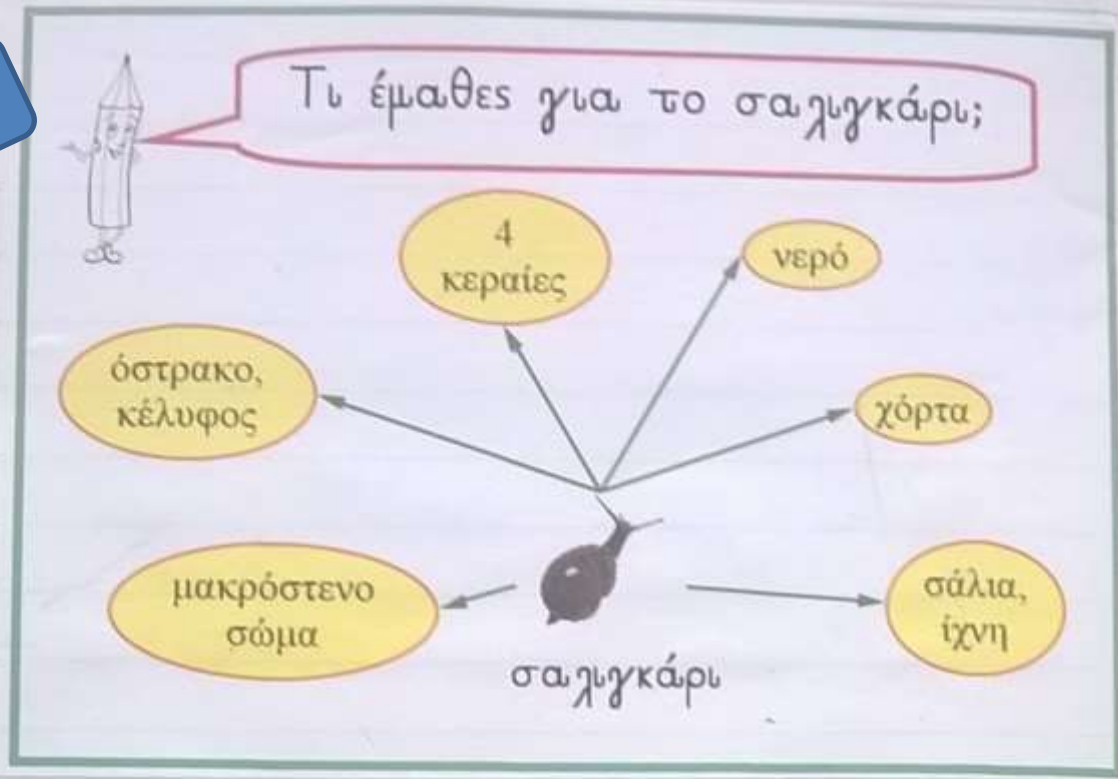 Τι έμαθες για το σαλιγκάρι;
4
κεραίες
νερό
όστρακο,
κέλυφος
χόρτα
μακρόστενο
σώμα
σάλια,
ίχνη
σαλιγκάρι